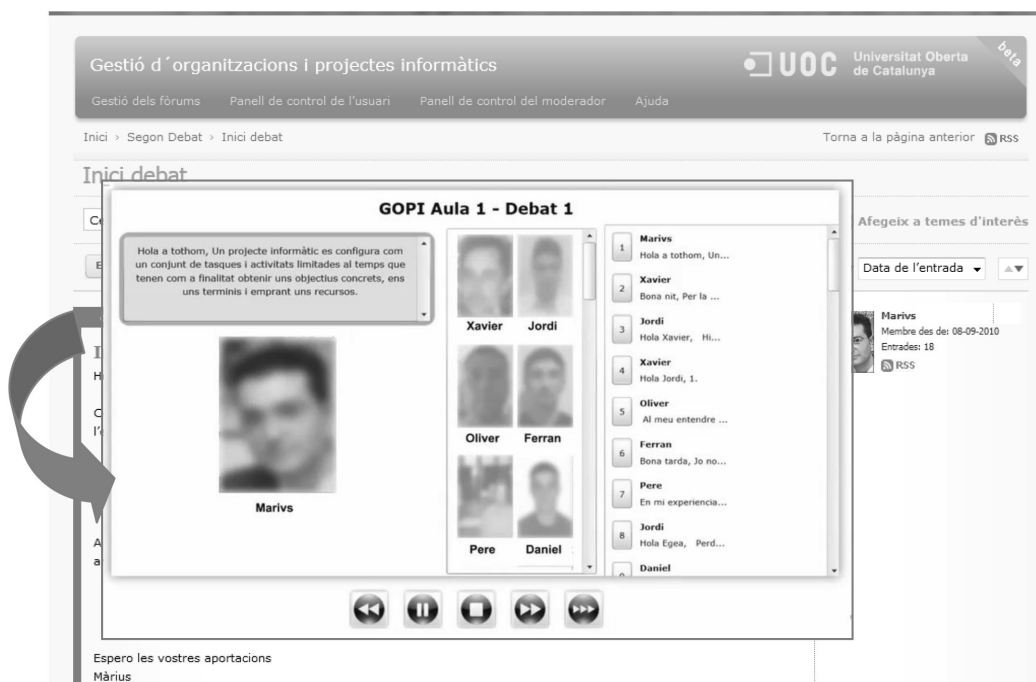 Gestió d´organitzacions i projectes informàtics
UOC
Universitat Oberta
de Catalunya
beta
Gestió dels fòrums
Panell de control de l'usuari
Panell de control del moderador
Ajuda
Inici › Segon Debat › Inici debat
Torna a la pàgina anterior
RSS
Inici debat
Afegeix a temes d'interès
Data de l'entrada
Marivs
Membre des de: 08-09-2010
Entrades: 18
RSS
GOPI Aula 1 - Debat 1
Hola a tothom, Un projecte informàtic es configura com
un conjunt de tasques i activitats limitades al temps que
tenen com a finalitat obtenir uns objectius concrets, ens
uns terminis i emprant uns recursos.
Marivs
Xavier
Jordi
Oliver
Ferran
Pere
Daniel
1
Marivs
Hola a tothom, Un...
2
Xavier
Bona nit, Per la ...
3
Jordi
Hola Xavier, Hi...
4
Xavier
Hola Jordi, 1.
5
Oliver
Al meu entendre ...
6
Ferran
Bona tarda, Jo no...
7
Pere
En mi experiencia...
8
Jordi
Hola Egea, Perd...
Daniel
Espero les vostres aportacions
Màrius